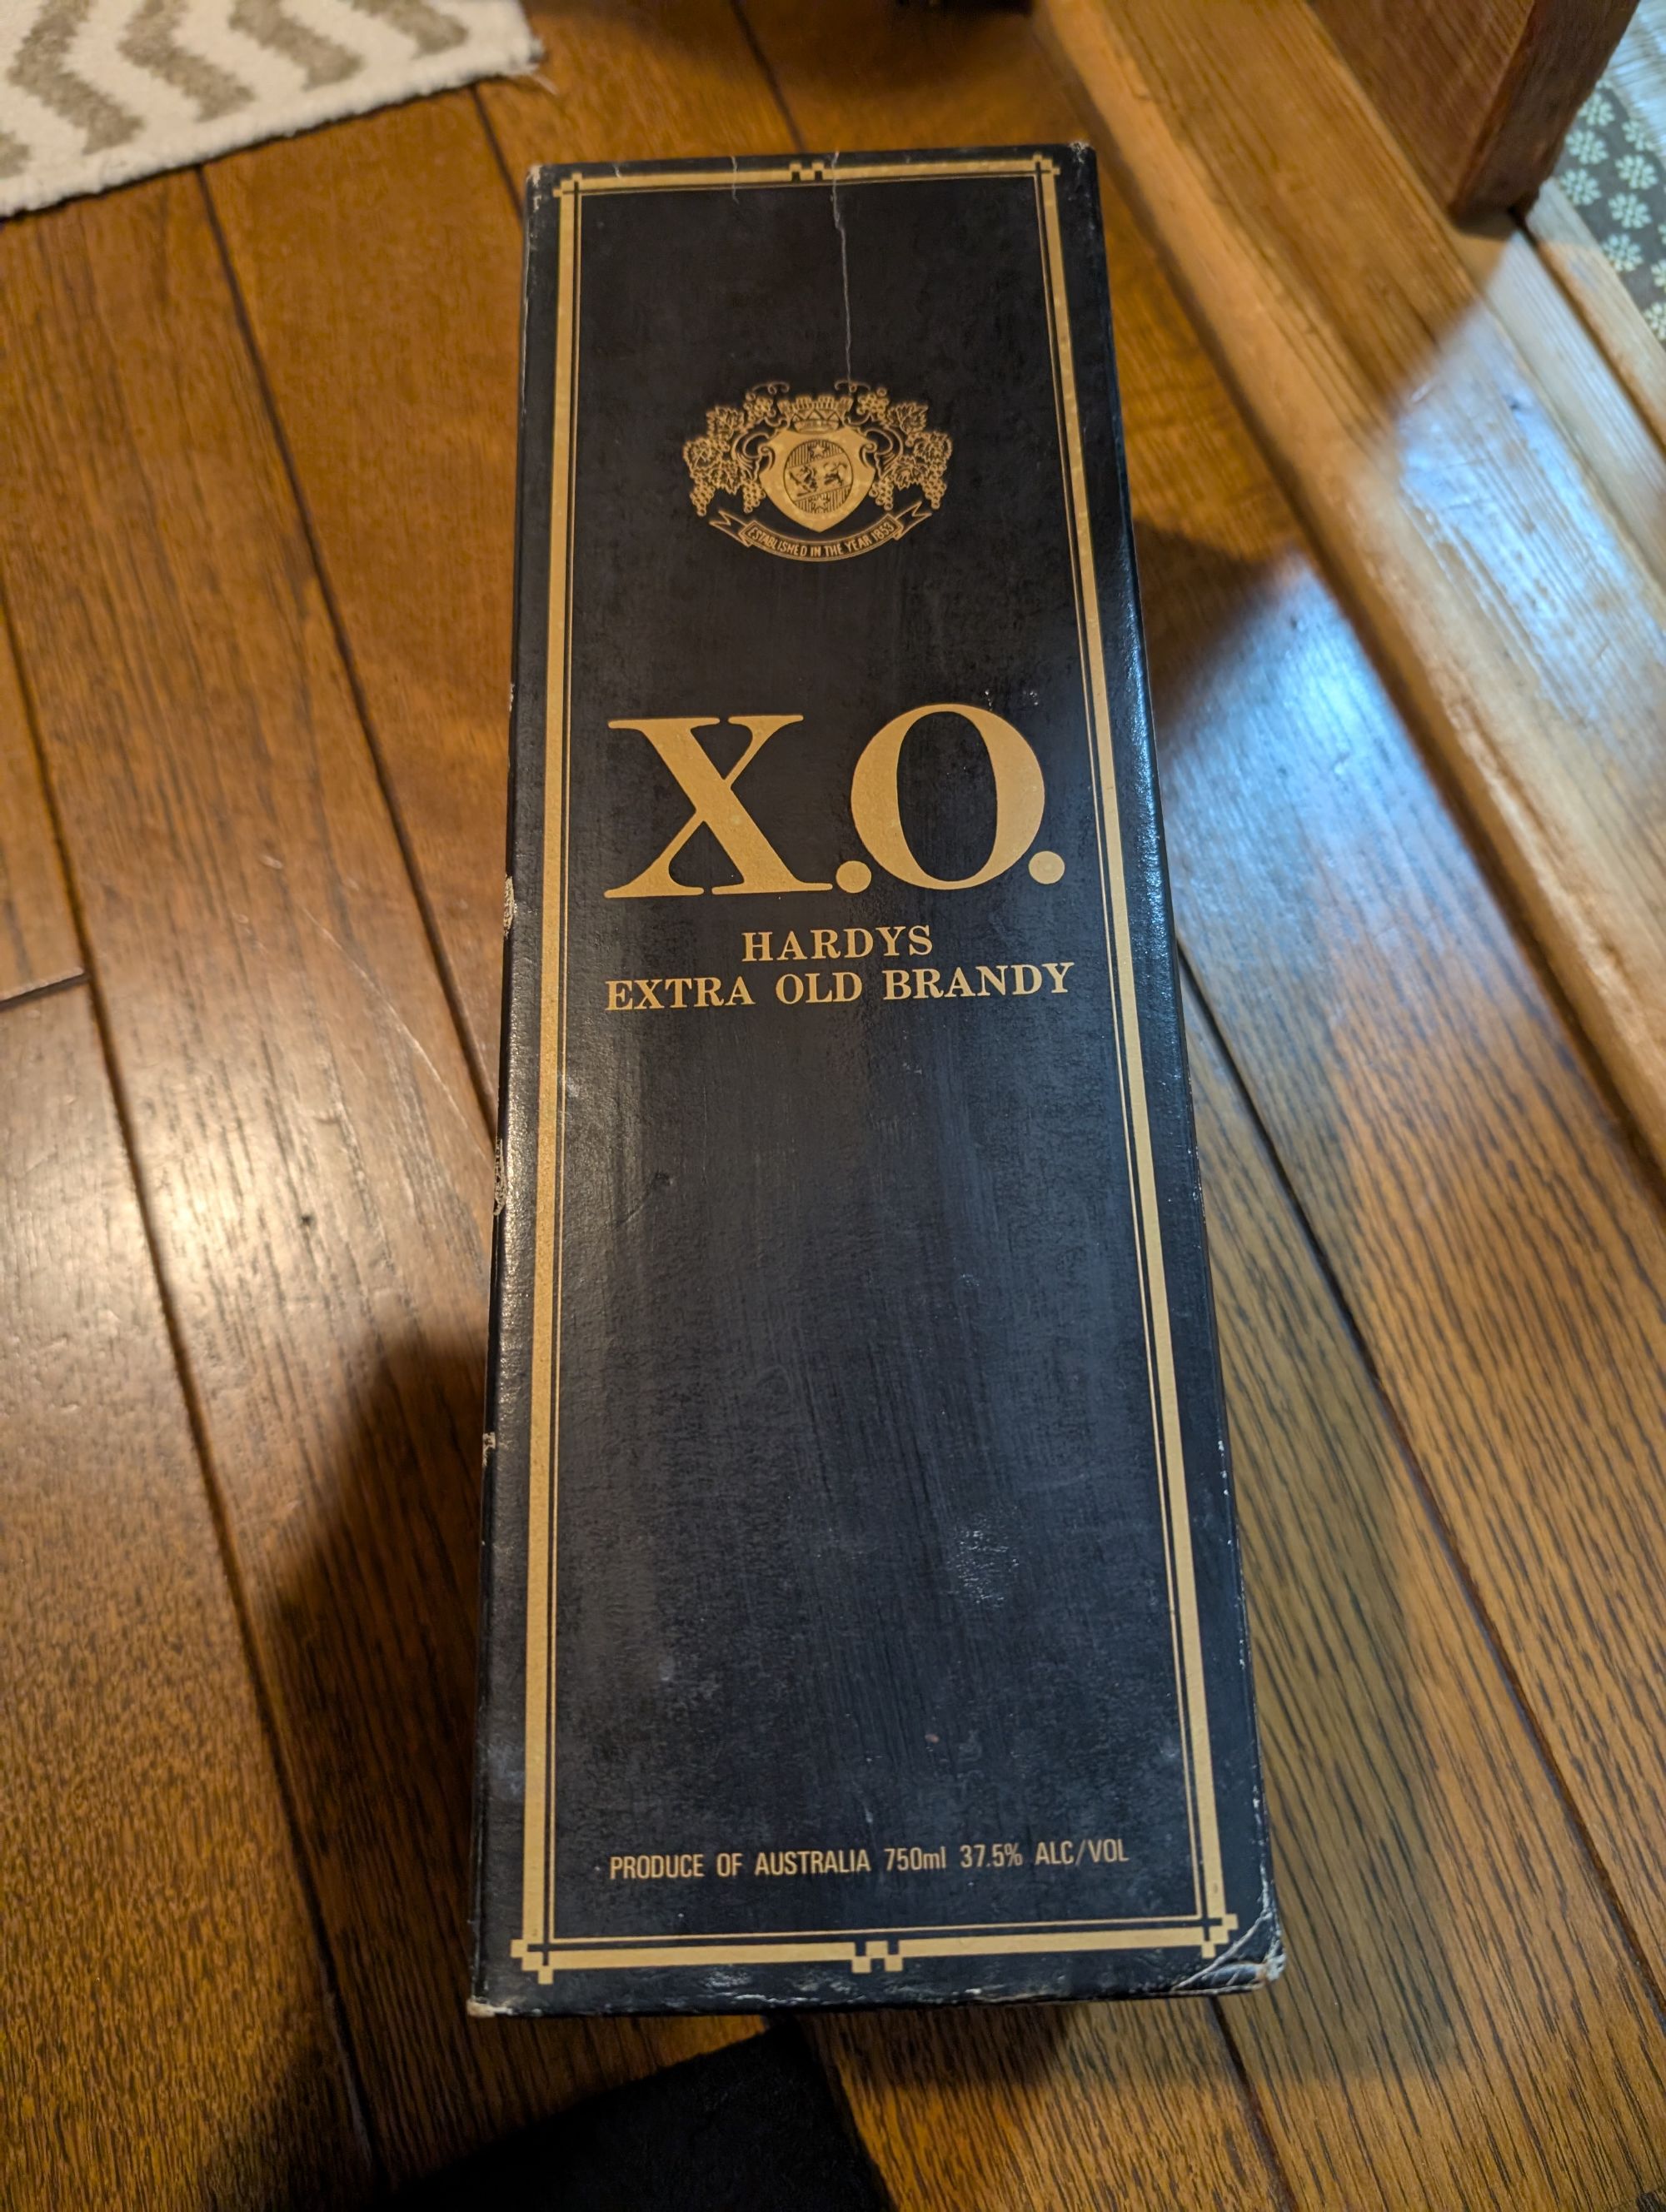 ESTABLISHED IN THE YEAR 1853
X.O.
HARDYS
EXTRA OLD BRANDY
PRODUCE OF AUSTRALIA 750ml 37.5% ALC/VOL